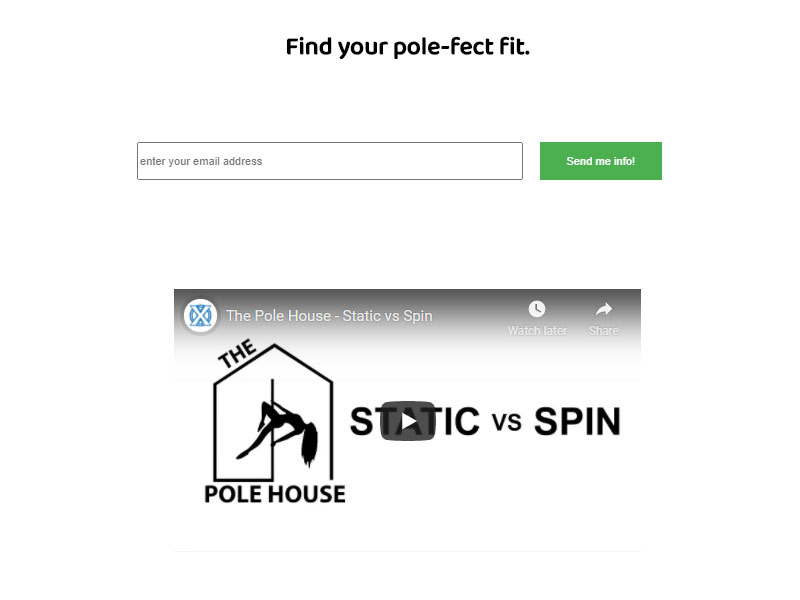 Find your pole-fect fit.
enter your email address
Send me info!
The Pole House - Static vs Spin
Watch later
Share
THE
STATIC vs SPIN
POLE HOUSE